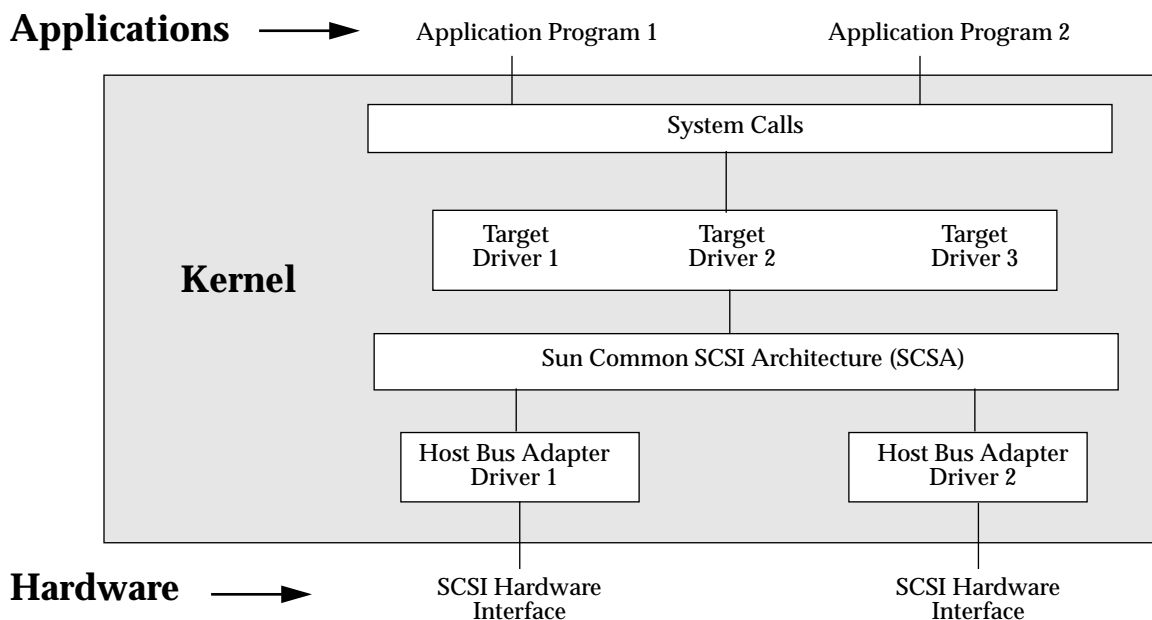 Applications
Application Program 1
Application Program 2
System Calls
Target
Driver 1
Target
Driver 2
Target
Driver 3
Kernel
Sun Common SCSI Architecture (SCSA)
Host Bus Adapter
Driver 1
Host Bus Adapter
Driver 2
Hardware
SCSI Hardware
Interface
SCSI Hardware
Interface